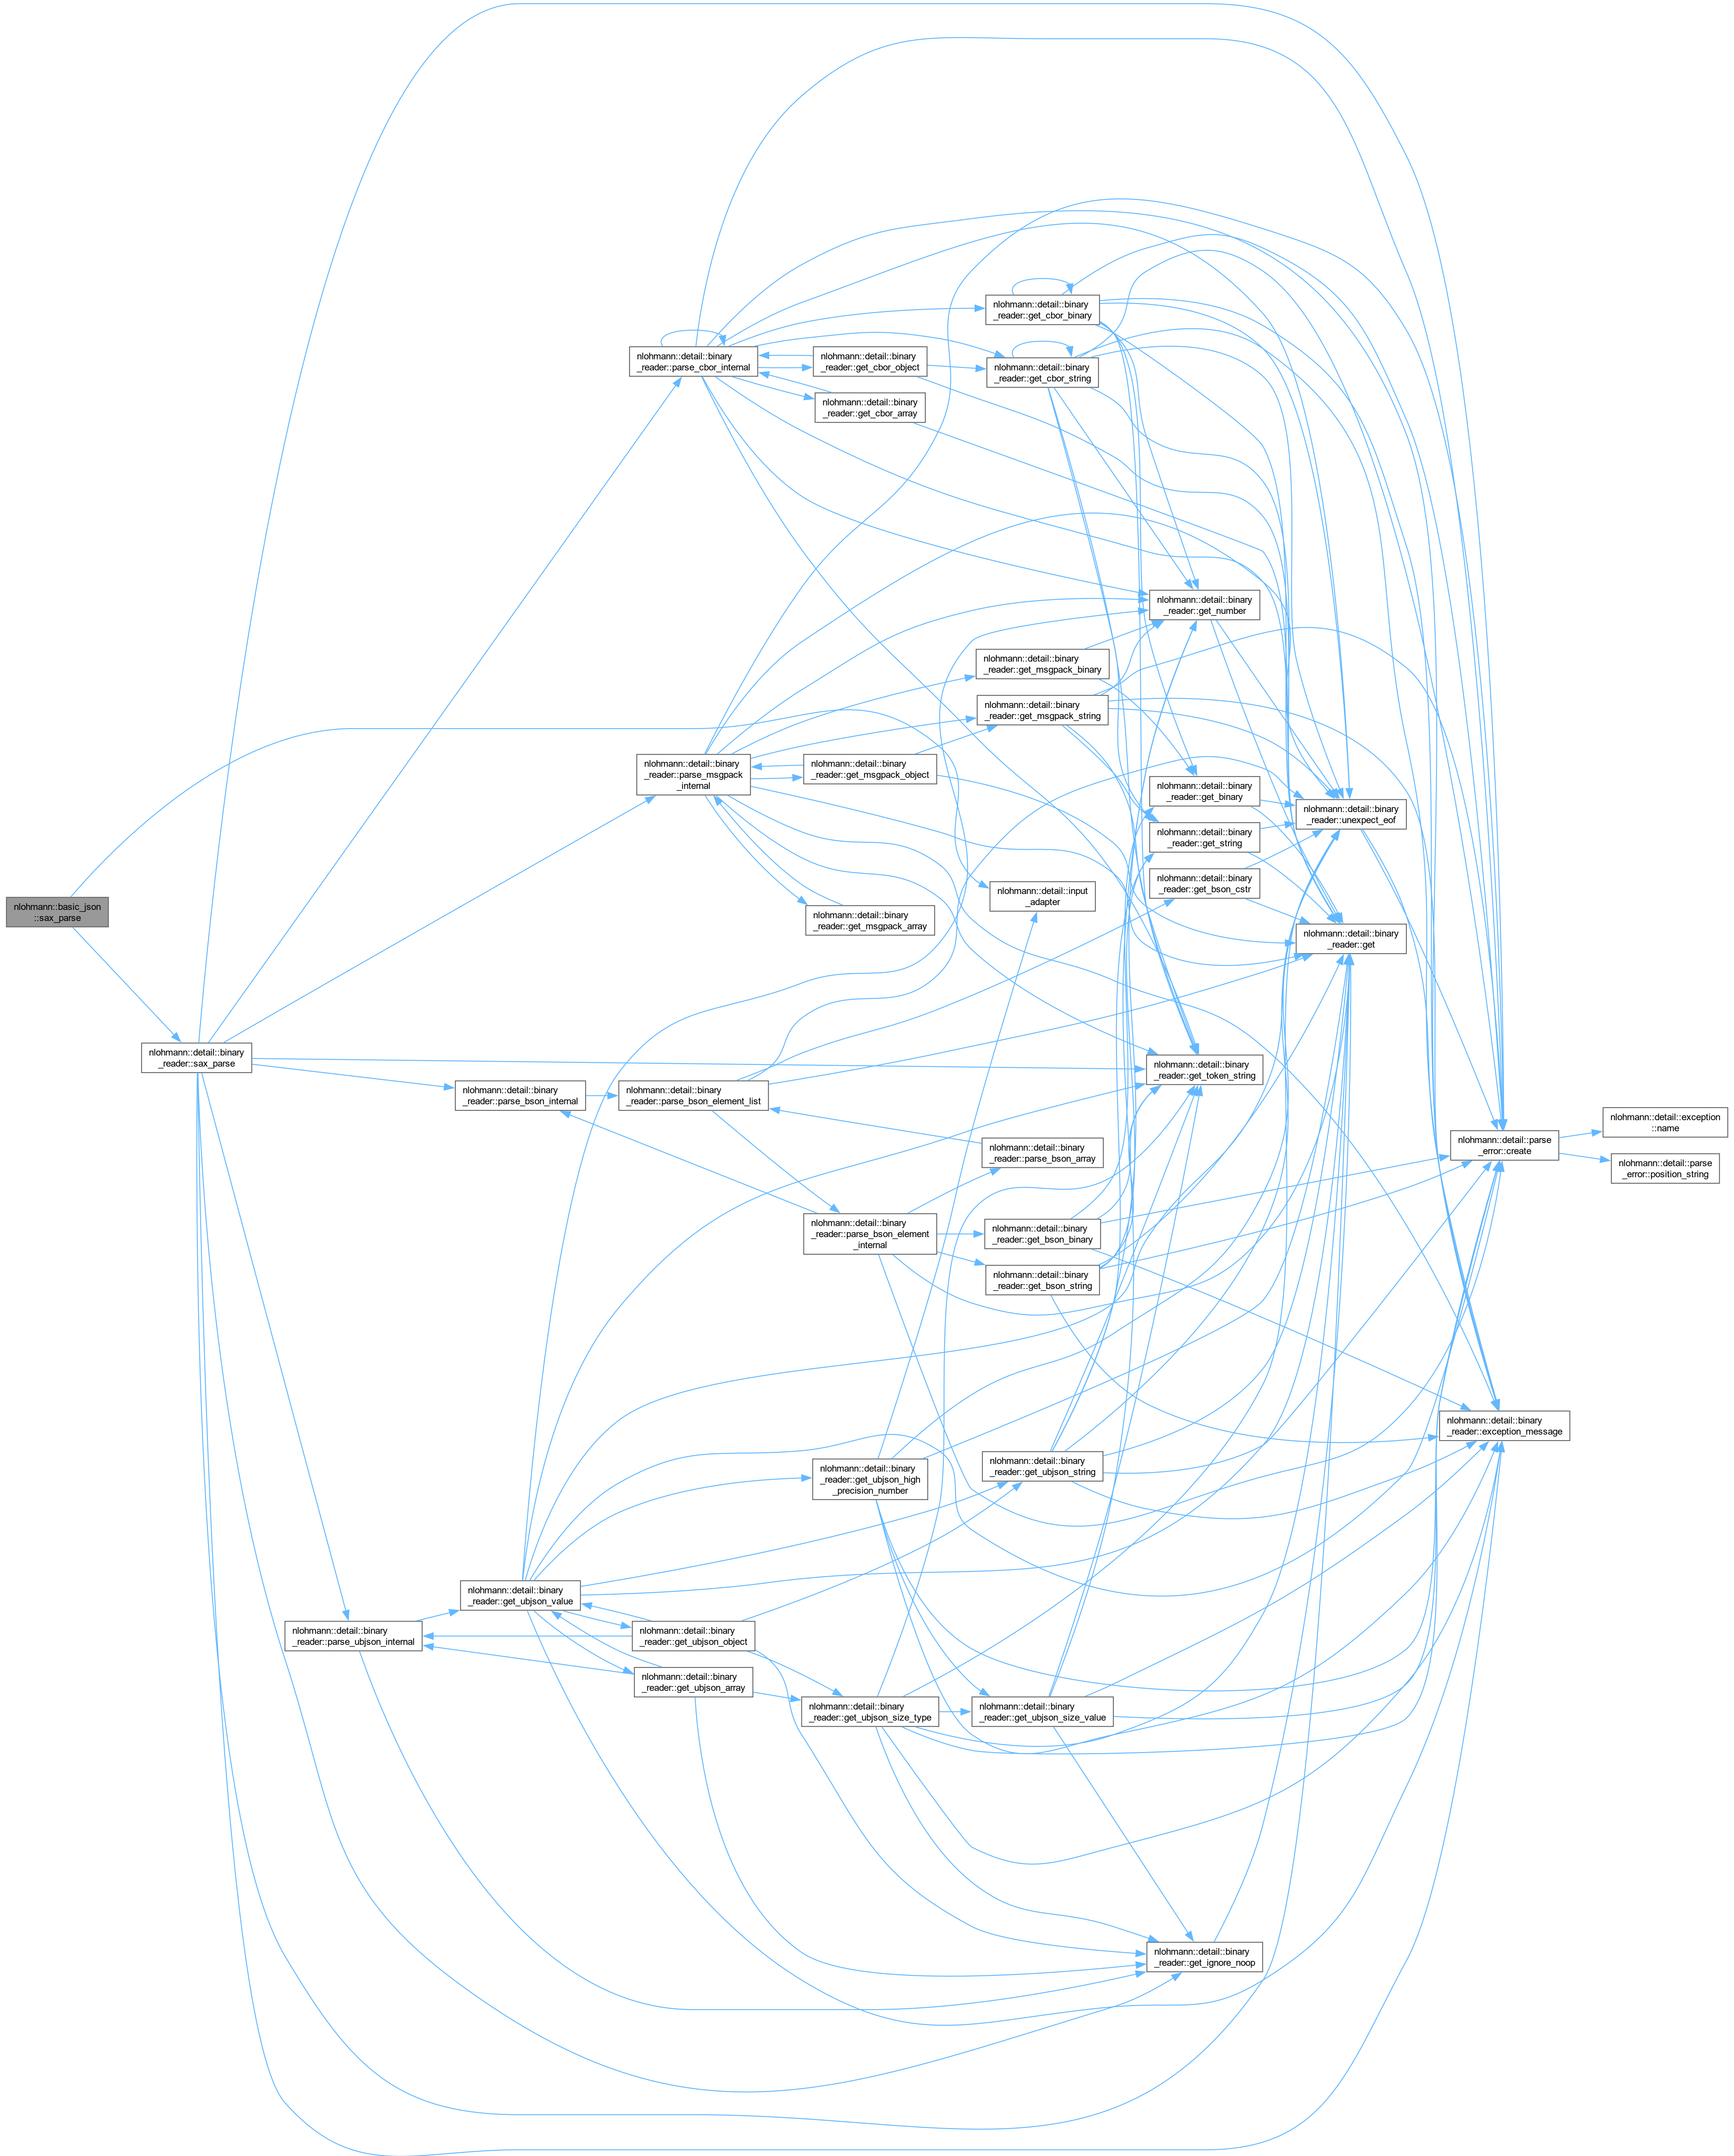 nlohmann::basic_json
::sax_parse
nlohmann::detail::binary
_reader::sax_parse
nlohmann::detail::binary
_reader::parse_cbor_internal
nlohmann::detail::binary
_reader::get_cbor_object
nlohmann::detail::binary
_reader::get_cbor_array
nlohmann::detail::binary
_reader::get_cbor_binary
nlohmann::detail::binary
_reader::get_cbor_string
nlohmann::detail::binary
_reader::get_number
nlohmann::detail::binary
_reader::get_msgpack_binary
nlohmann::detail::binary
_reader::get_msgpack_string
nlohmann::detail::binary
_reader::parse_msgpack
_internal
nlohmann::detail::binary
_reader::get_msgpack_object
nlohmann::detail::binary
_reader::get_msgpack_array
nlohmann::detail::binary
_reader::get_binary
nlohmann::detail::binary
_reader::get_string
nlohmann::detail::binary
_reader::get_bson_cstr
nlohmann::detail::binary
_reader::unexpect_eof
nlohmann::detail::input
_adapter
nlohmann::detail::binary
_reader::get
nlohmann::detail::binary
_reader::get_token_string
nlohmann::detail::binary
_reader::parse_bson_internal
nlohmann::detail::binary
_reader::parse_bson_element_list
nlohmann::detail::binary
_reader::parse_bson_array
nlohmann::detail::binary
_reader::parse_bson_element
_internal
nlohmann::detail::binary
_reader::get_bson_binary
nlohmann::detail::binary
_reader::get_bson_string
nlohmann::detail::parse
_error::create
nlohmann::detail::exception
::name
nlohmann::detail::parse
_error::position_string
nlohmann::detail::binary
_reader::exception_message
nlohmann::detail::binary
_reader::get_ubjson_string
nlohmann::detail::binary
_reader::get_ubjson_high
_precision_number
nlohmann::detail::binary
_reader::get_ubjson_value
nlohmann::detail::binary
_reader::parse_ubjson_internal
nlohmann::detail::binary
_reader::get_ubjson_object
nlohmann::detail::binary
_reader::get_ubjson_array
nlohmann::detail::binary
_reader::get_ubjson_size_type
nlohmann::detail::binary
_reader::get_ubjson_size_value
nlohmann::detail::binary
_reader::get_ignore_noop